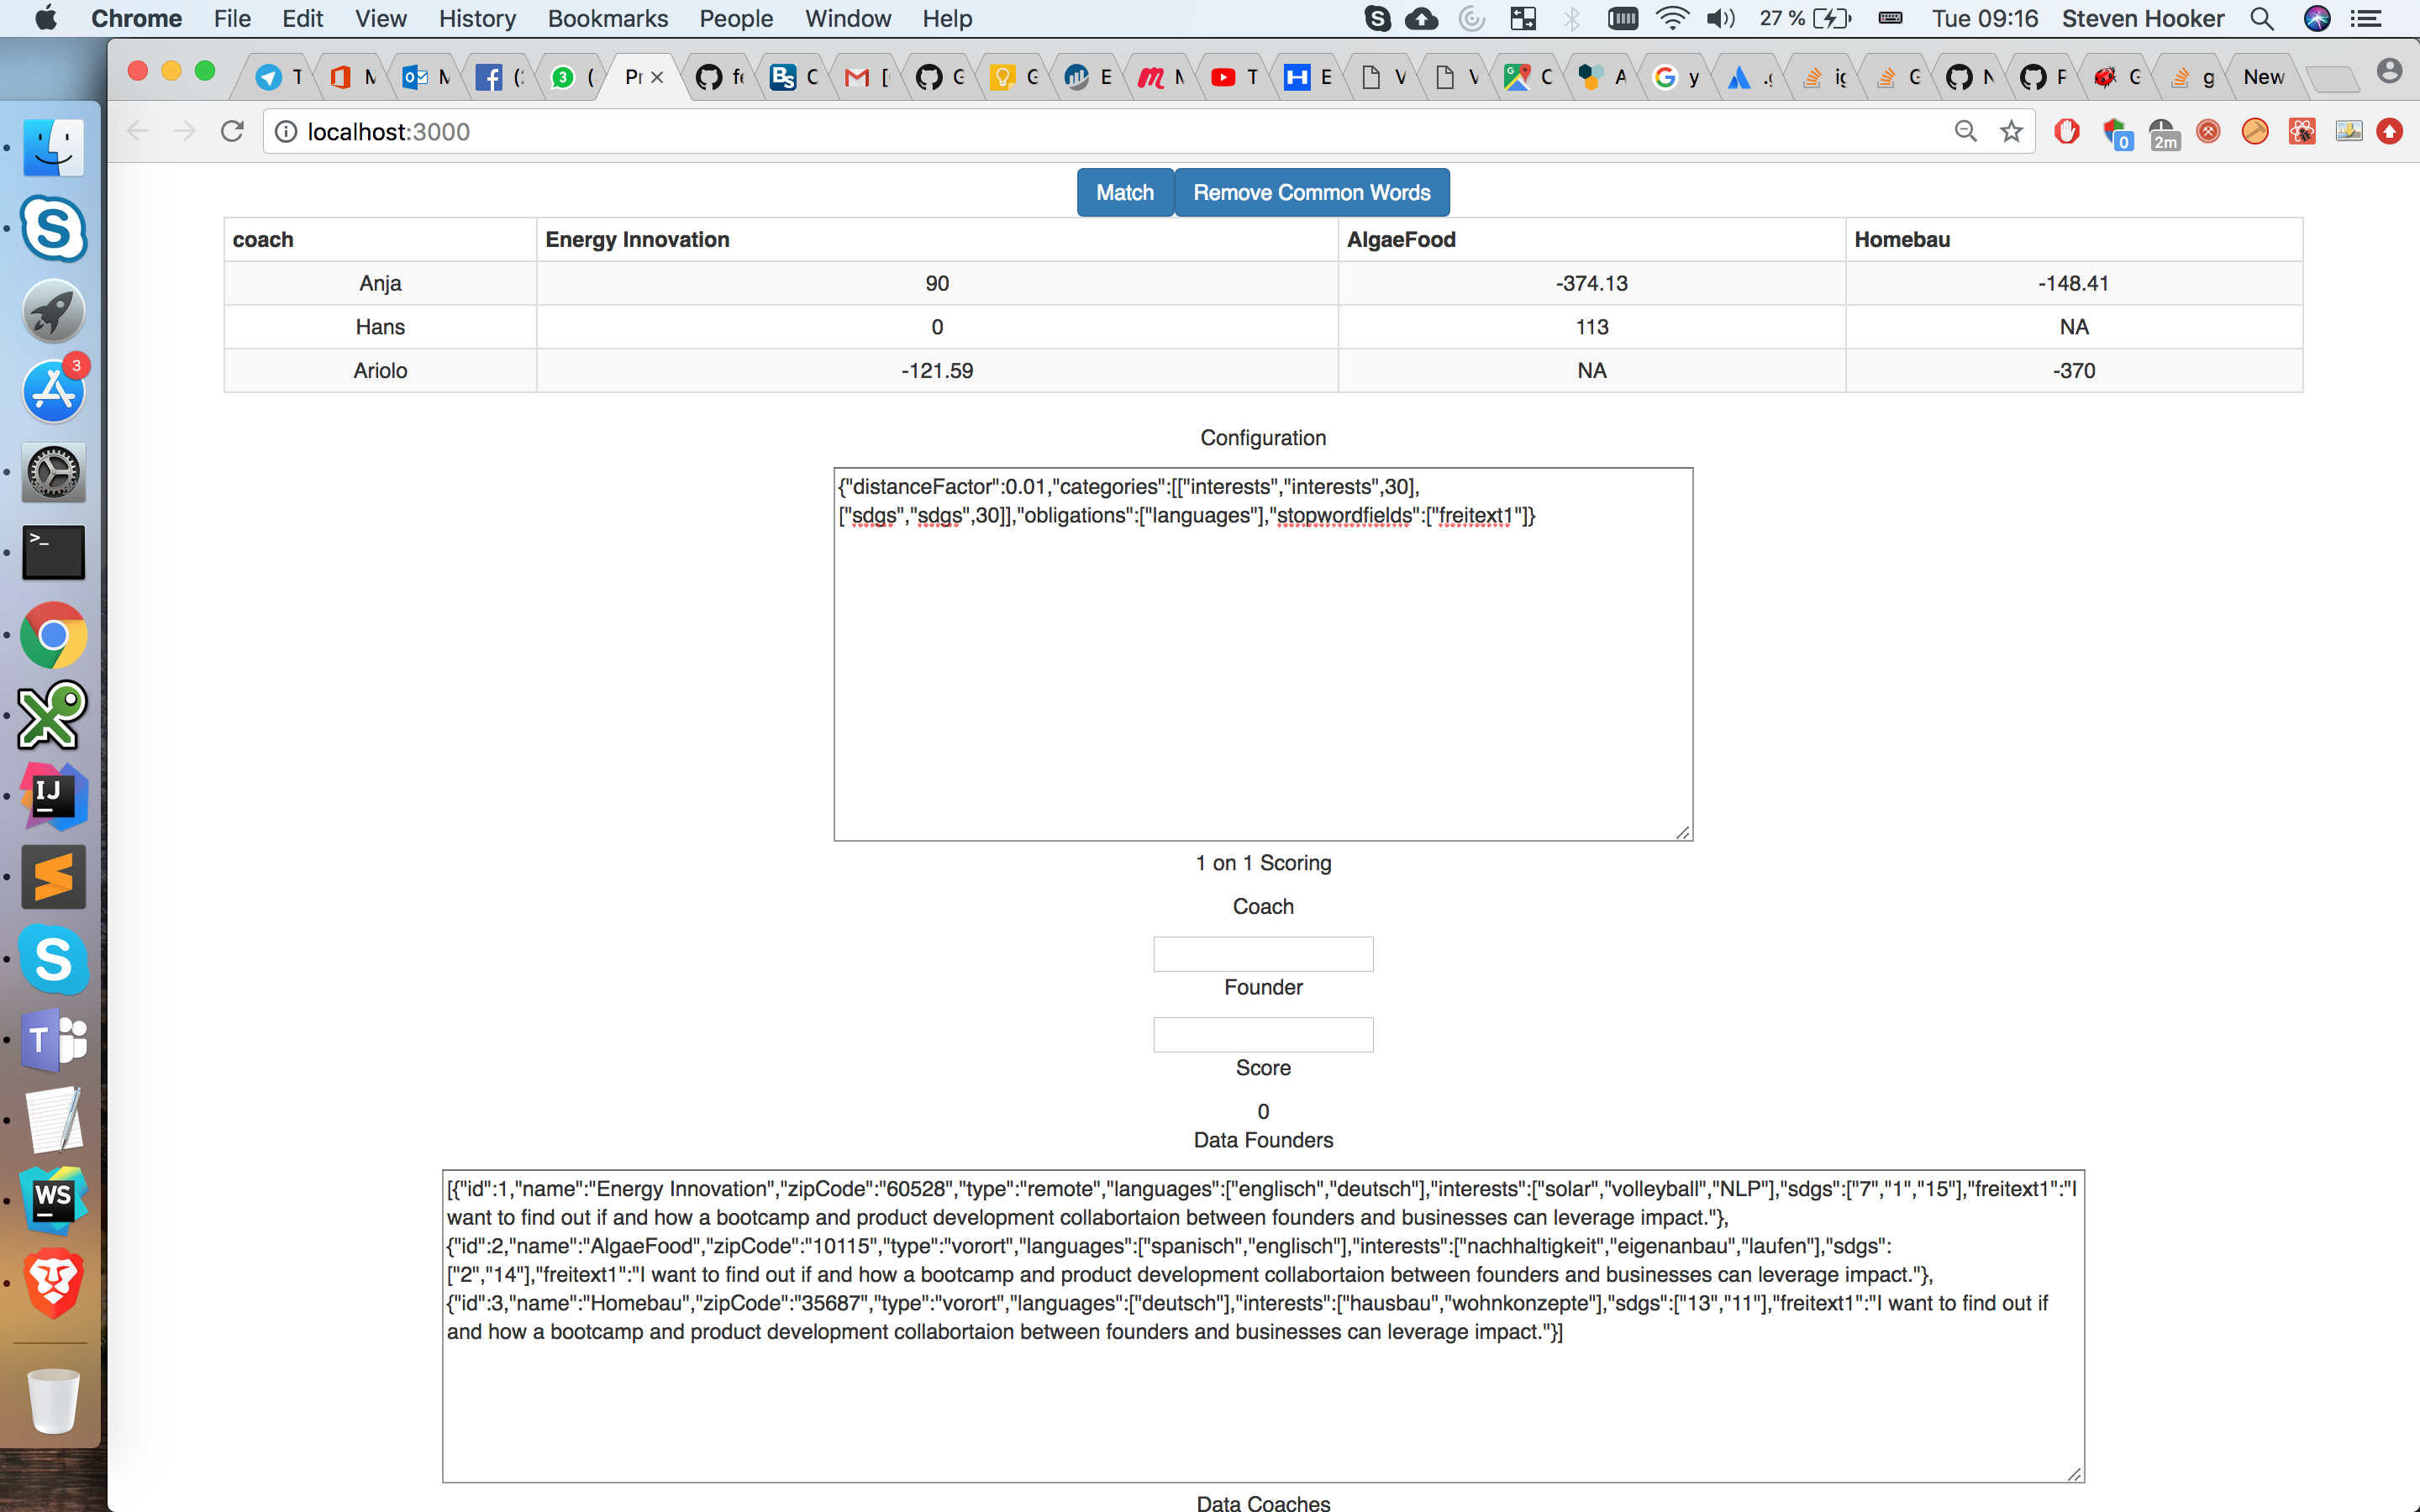 Chrome File Edit View History Bookmarks People Window Help 27 % Tue 09:16 Steven Hooker
T M M (: 3 ( Pr fe BS C [ G G E M T H E V V C A y .g ig G N P G g New
localhost:3000 0 2m
Match Remove Common Words
coach Energy Innovation AlgaeFood Homebau
Anja 90 -374.13 -148.41
Hans 0 113 NA
Ariolo -121.59 NA -370
3
Configuration
{"distanceFactor":0.01,"categories":[["interests","interests",30],
["sdgs","sdgs",30]],"obligations":["languages"],"stopwordfields":["freitext1"]}
>_
IJ
1 on 1 Scoring
Coach
Founder
Score
0
Data Founders
[{"id":1,"name":"Energy Innovation","zipCode":"60528","type":"remote","languages":["englisch","deutsch"],"interests":["solar","volleyball","NLP"],"sdgs":["7","1","15"],"freitext1":"I
want to find out if and how a bootcamp and product development collabortaion between founders and businesses can leverage impact."},
{"id":2,"name":"AlgaeFood","zipCode":"10115","type":"vorort","languages":["spanisch","englisch"],"interests":["nachhaltigkeit","eigenanbau","laufen"],"sdgs":
["2","14"],"freitext1":"I want to find out if and how a bootcamp and product development collabortaion between founders and businesses can leverage impact."},
{"id":3,"name":"Homebau","zipCode":"35687","type":"vorort","languages":["deutsch"],"interests":["hausbau","wohnkonzepte"],"sdgs":["13","11"],"freitext1":"I want to find out if
and how a bootcamp and product development collabortaion between founders and businesses can leverage impact."}]
WS
Data Coaches